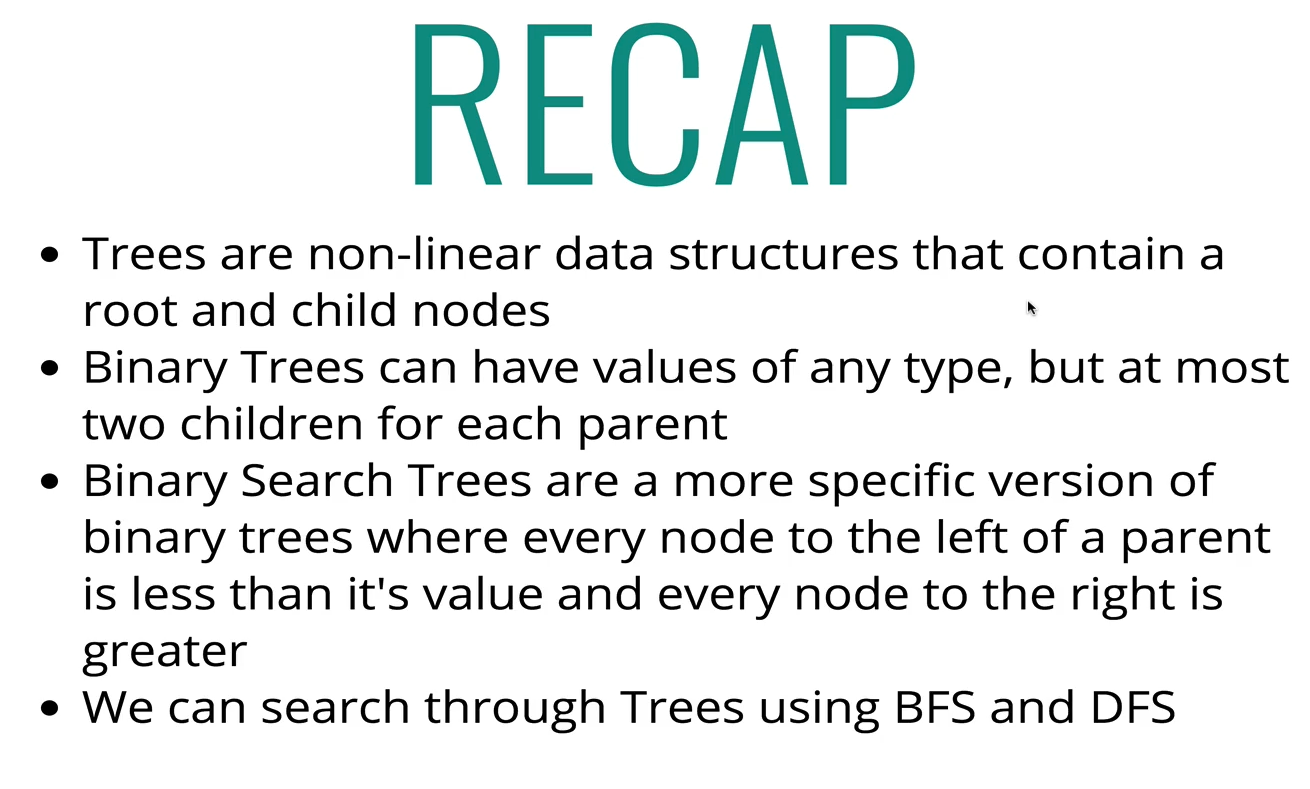 RECAP
• Trees are non-linear data structures that contain a
root and child nodes
• Binary Trees can have values of any type, but at most
two children for each parent
• Binary Search Trees are a more specific version of
binary trees where every node to the left of a parent
is less than it's value and every node to the right is
greater
• We can search through Trees using BFS and DFS